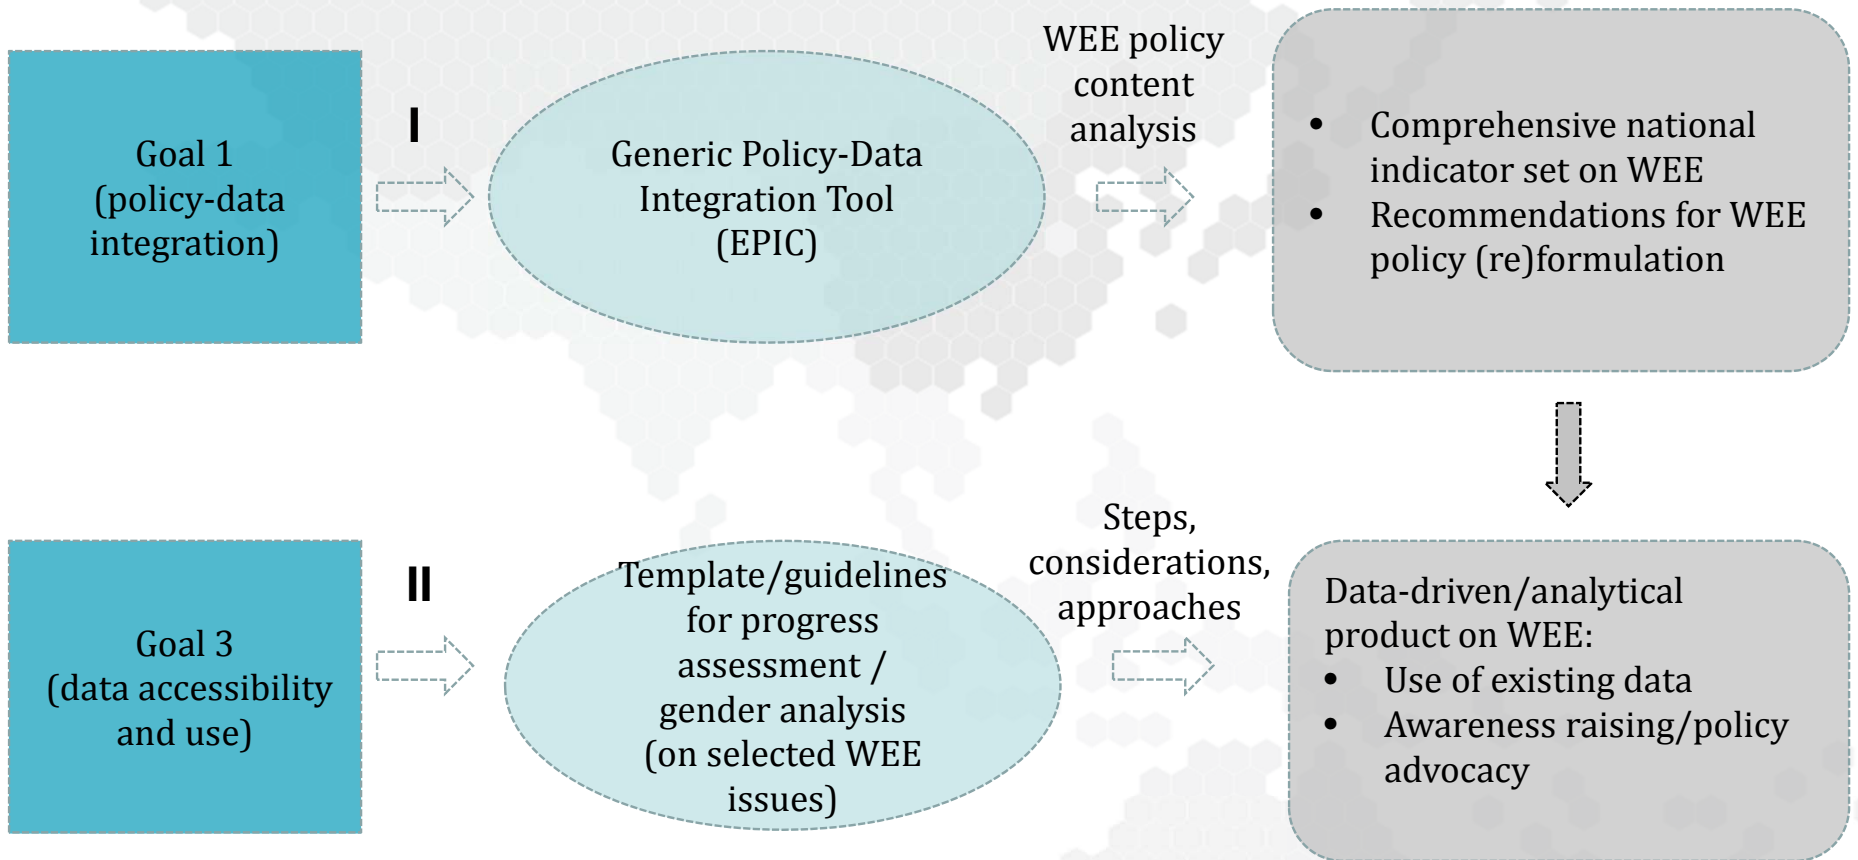 Goal 1
(policy-data
integration)
I
Generic Policy-Data
Integration Tool
(EPIC)
WEE policy
content
analysis
• Comprehensive national
indicator set on WEE
• Recommendations for WEE
policy (re)formulation
Goal 3
(data accessibility
and use)
II
Template/guidelines
for progress
assessment /
gender analysis
(on selected WEE
issues)
Steps,
considerations,
approaches
Data-driven/analytical
product on WEE:
• Use of existing data
• Awareness raising/policy
advocacy